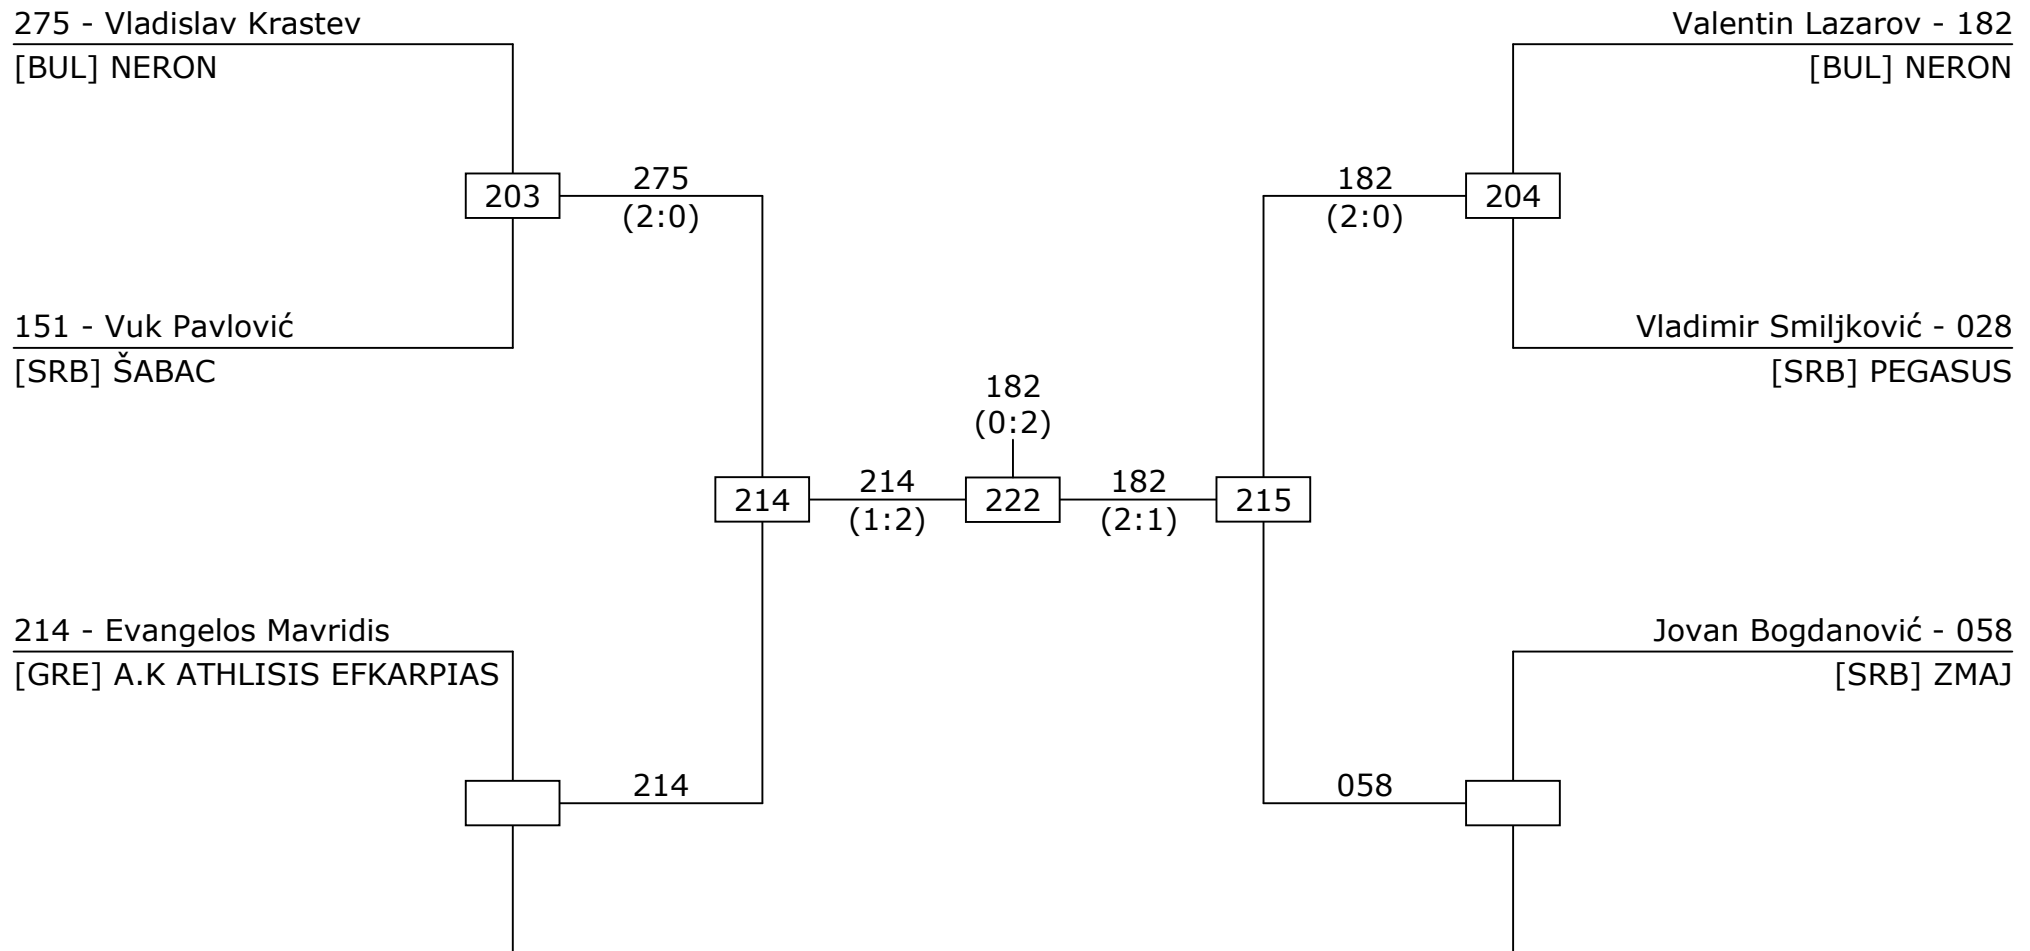 275 - Vladislav Krastev
[BUL] NERON
Valentin Lazarov - 182
[BUL] NERON
203
275
(2:0)
182
(2:0)
204
151 - Vuk Pavlović
[SRB] ŠABAC
Vladimir Smiljković - 028
[SRB] PEGASUS
182
(0:2)
214
214
(1:2)
222
182
(2:1)
215
214 - Evangelos Mavridis
[GRE] A.K ATHLISIS EFKARPIAS
Jovan Bogdanović - 058
[SRB] ZMAJ
214
058